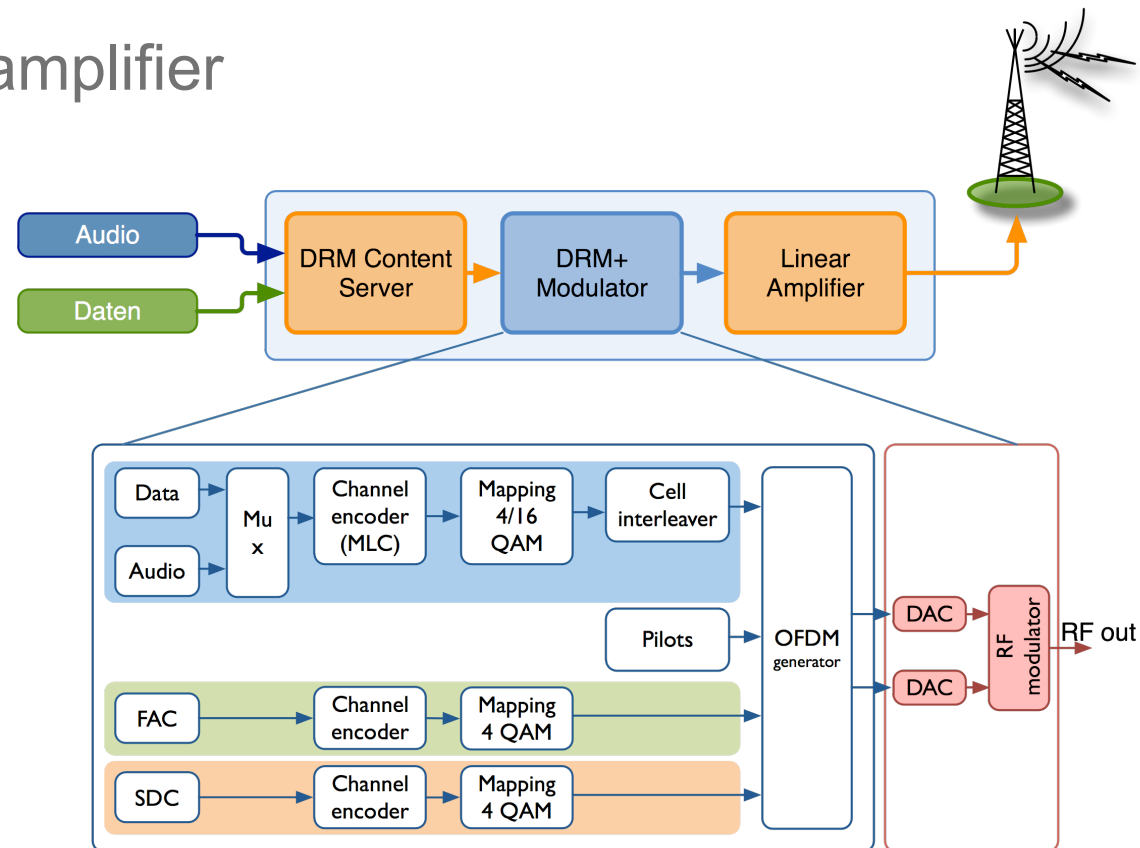 amplifier
Audio
Daten
DRM Content
Server
DRM+
Modulator
Linear
Amplifier
Data
Audio
Mu
x
Channel
encoder
(MLC)
Mapping
4/16
QAM
Cell
interleaver
Pilots
OFDM
generator
DAC
DAC
RF
modulator
RF out
FAC
Channel
encoder
Mapping
4 QAM
SDC
Channel
encoder
Mapping
4 QAM